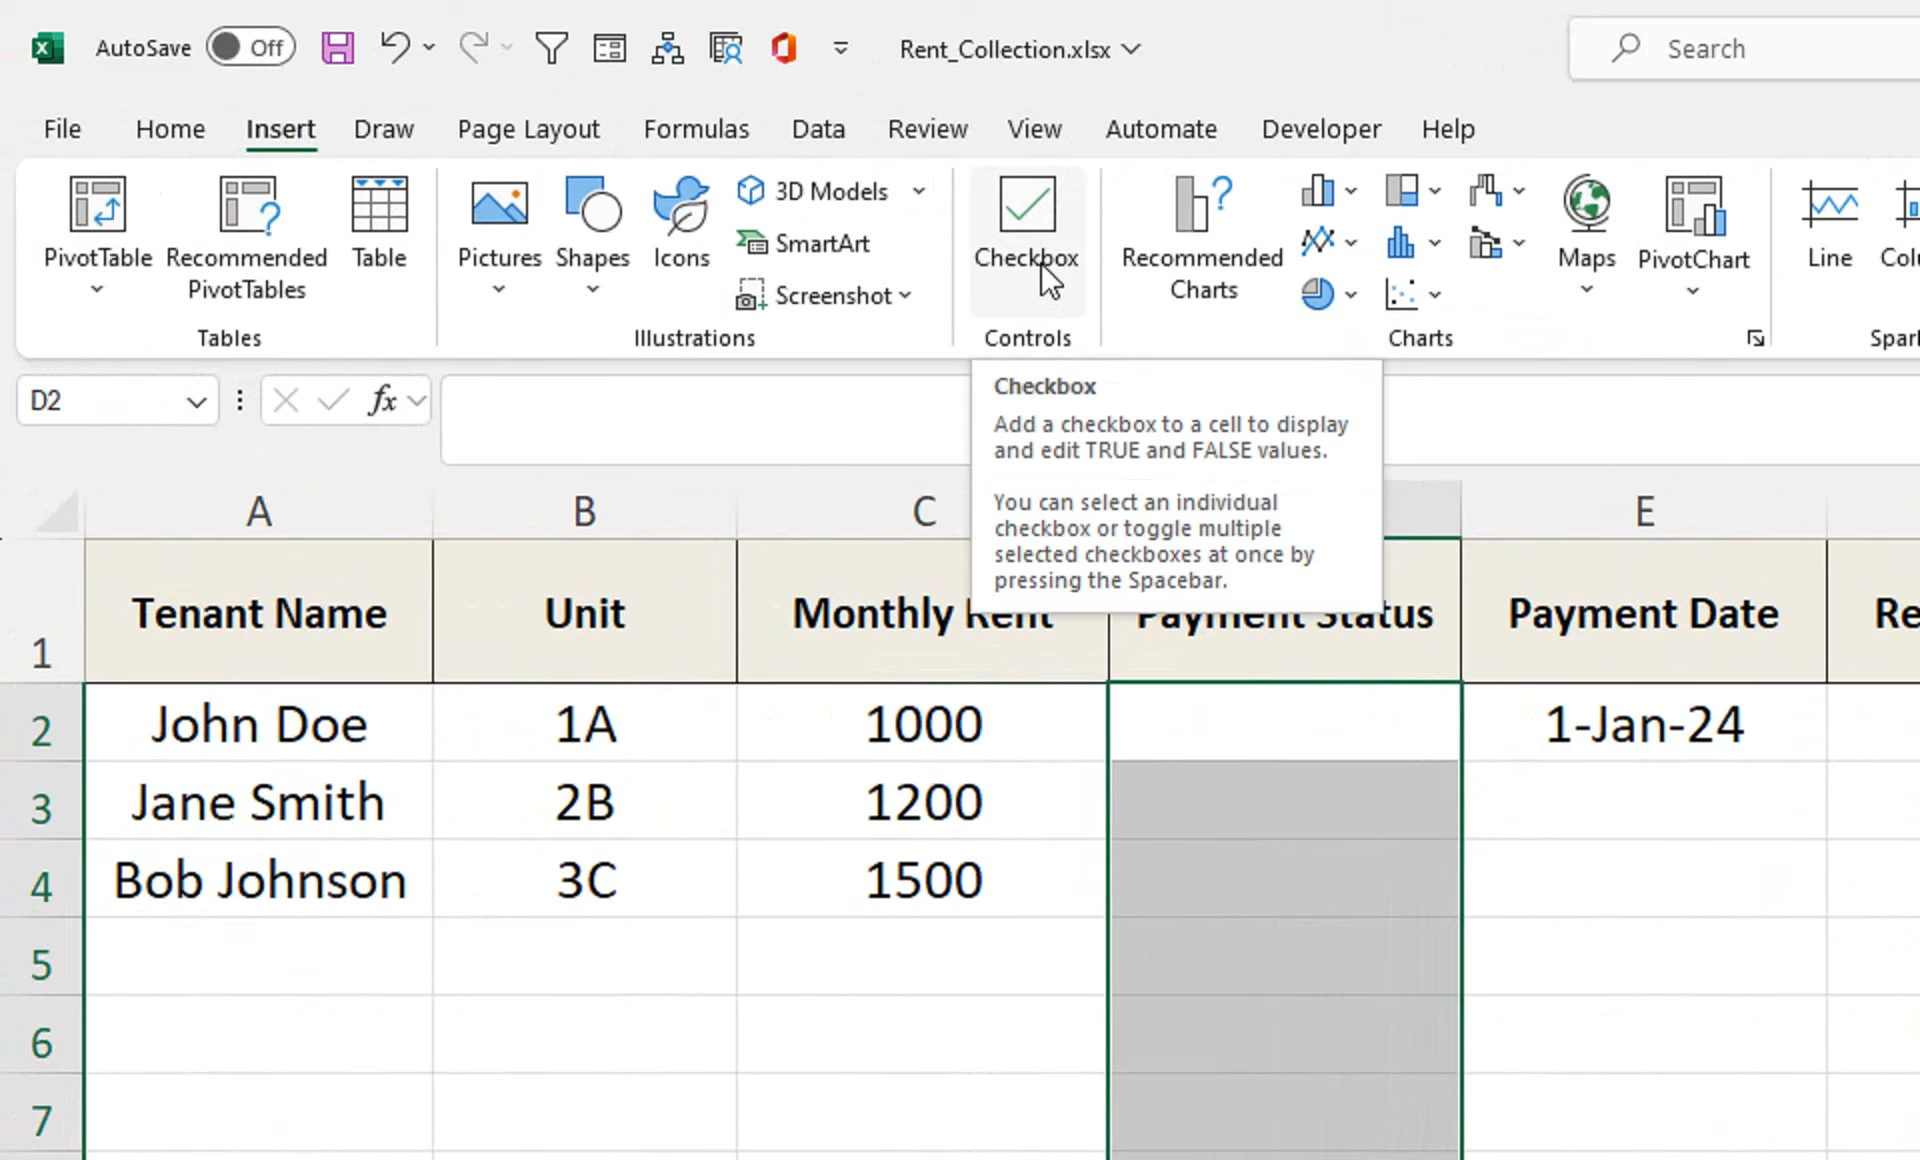 AutoSave Off Rent_Collection.xlsx Search
File Home Insert Draw Page Layout Formulas Data Review View Automate Developer Help
PivotTable
Recommended
PivotTables
Table
Tables
Pictures
Shapes
Icons
3D Models
SmartArt
Screenshot
Illustrations
Checkbox
Controls
Recommended
Charts
Maps
PivotChart
Charts
Line
D2
fx
Checkbox
Add a checkbox to a cell to display
and edit TRUE and FALSE values.
You can select an individual
checkbox or toggle multiple
selected checkboxes at once by
pressing the Spacebar.
A B C E
1 Tenant Name Unit Monthly Rent Payment Status Payment Date
2 John Doe 1A 1000 1-Jan-24
3 Jane Smith 2B 1200
4 Bob Johnson 3C 1500
5
6
7